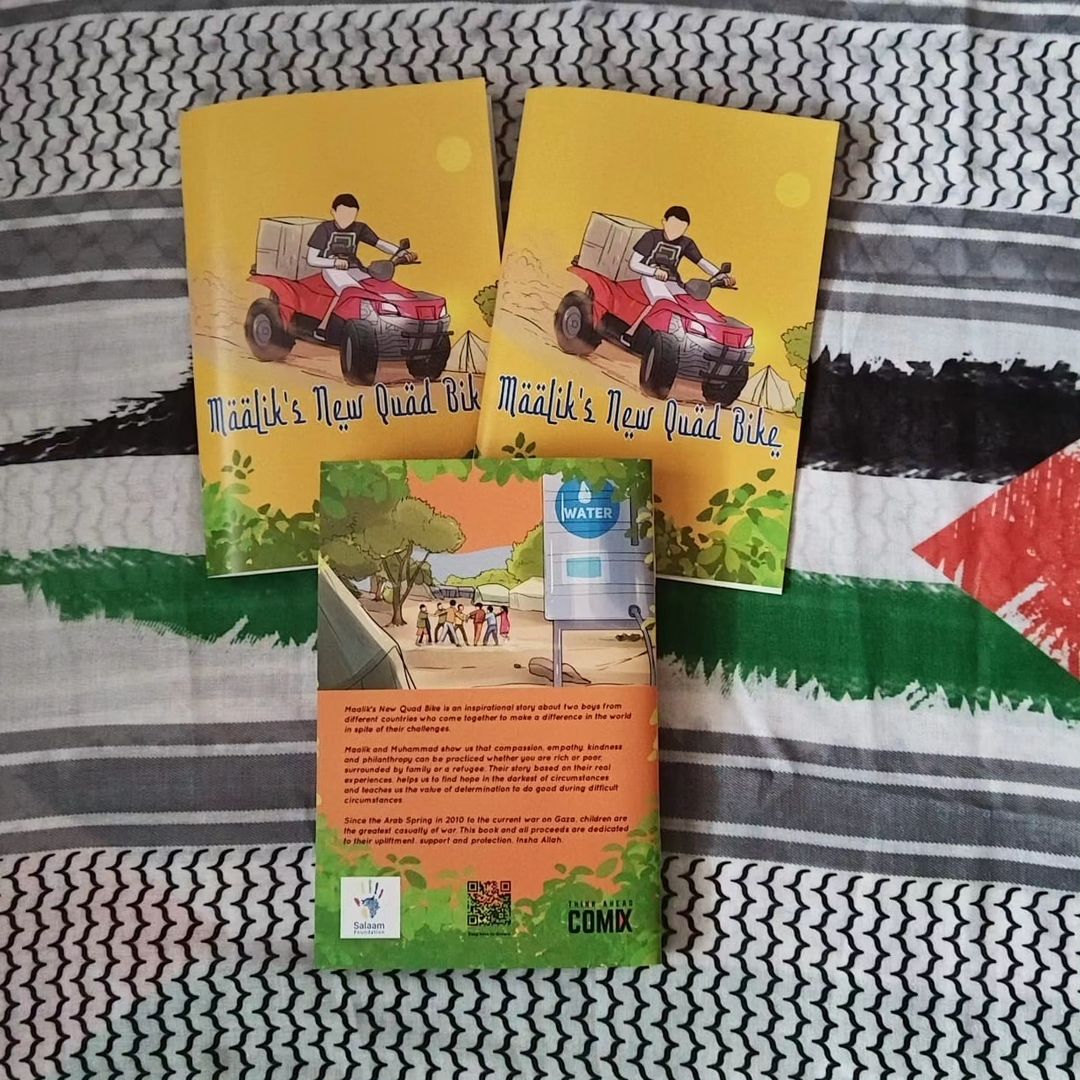 Määlik's New Quäd Bik
Määlik's New Quäd Bike
WATER
Maalik's New Quad Bike is an inspirational story about two boys from
different countries who come together to make a difference in the world
in spite of their challenges.
Maalik and Muhammad show us that compassion, empathy, kindness
and philanthropy can be practiced whether you are rich or poor,
surrounded by family or a refugee. Their story based on their real
experiences, helps us to find hope in the darkest of circumstances
and teaches us the value of determination to do good during difficult
circumstances.
Since the Arab Spring in 2010 to the current war on Gaza, children are
the greatest casualty of war. This book and all proceeds are dedicated
to their upliftment, support and protection, Insha Allah.
Salaam
Foundation
THINK AHEAD
COMIX